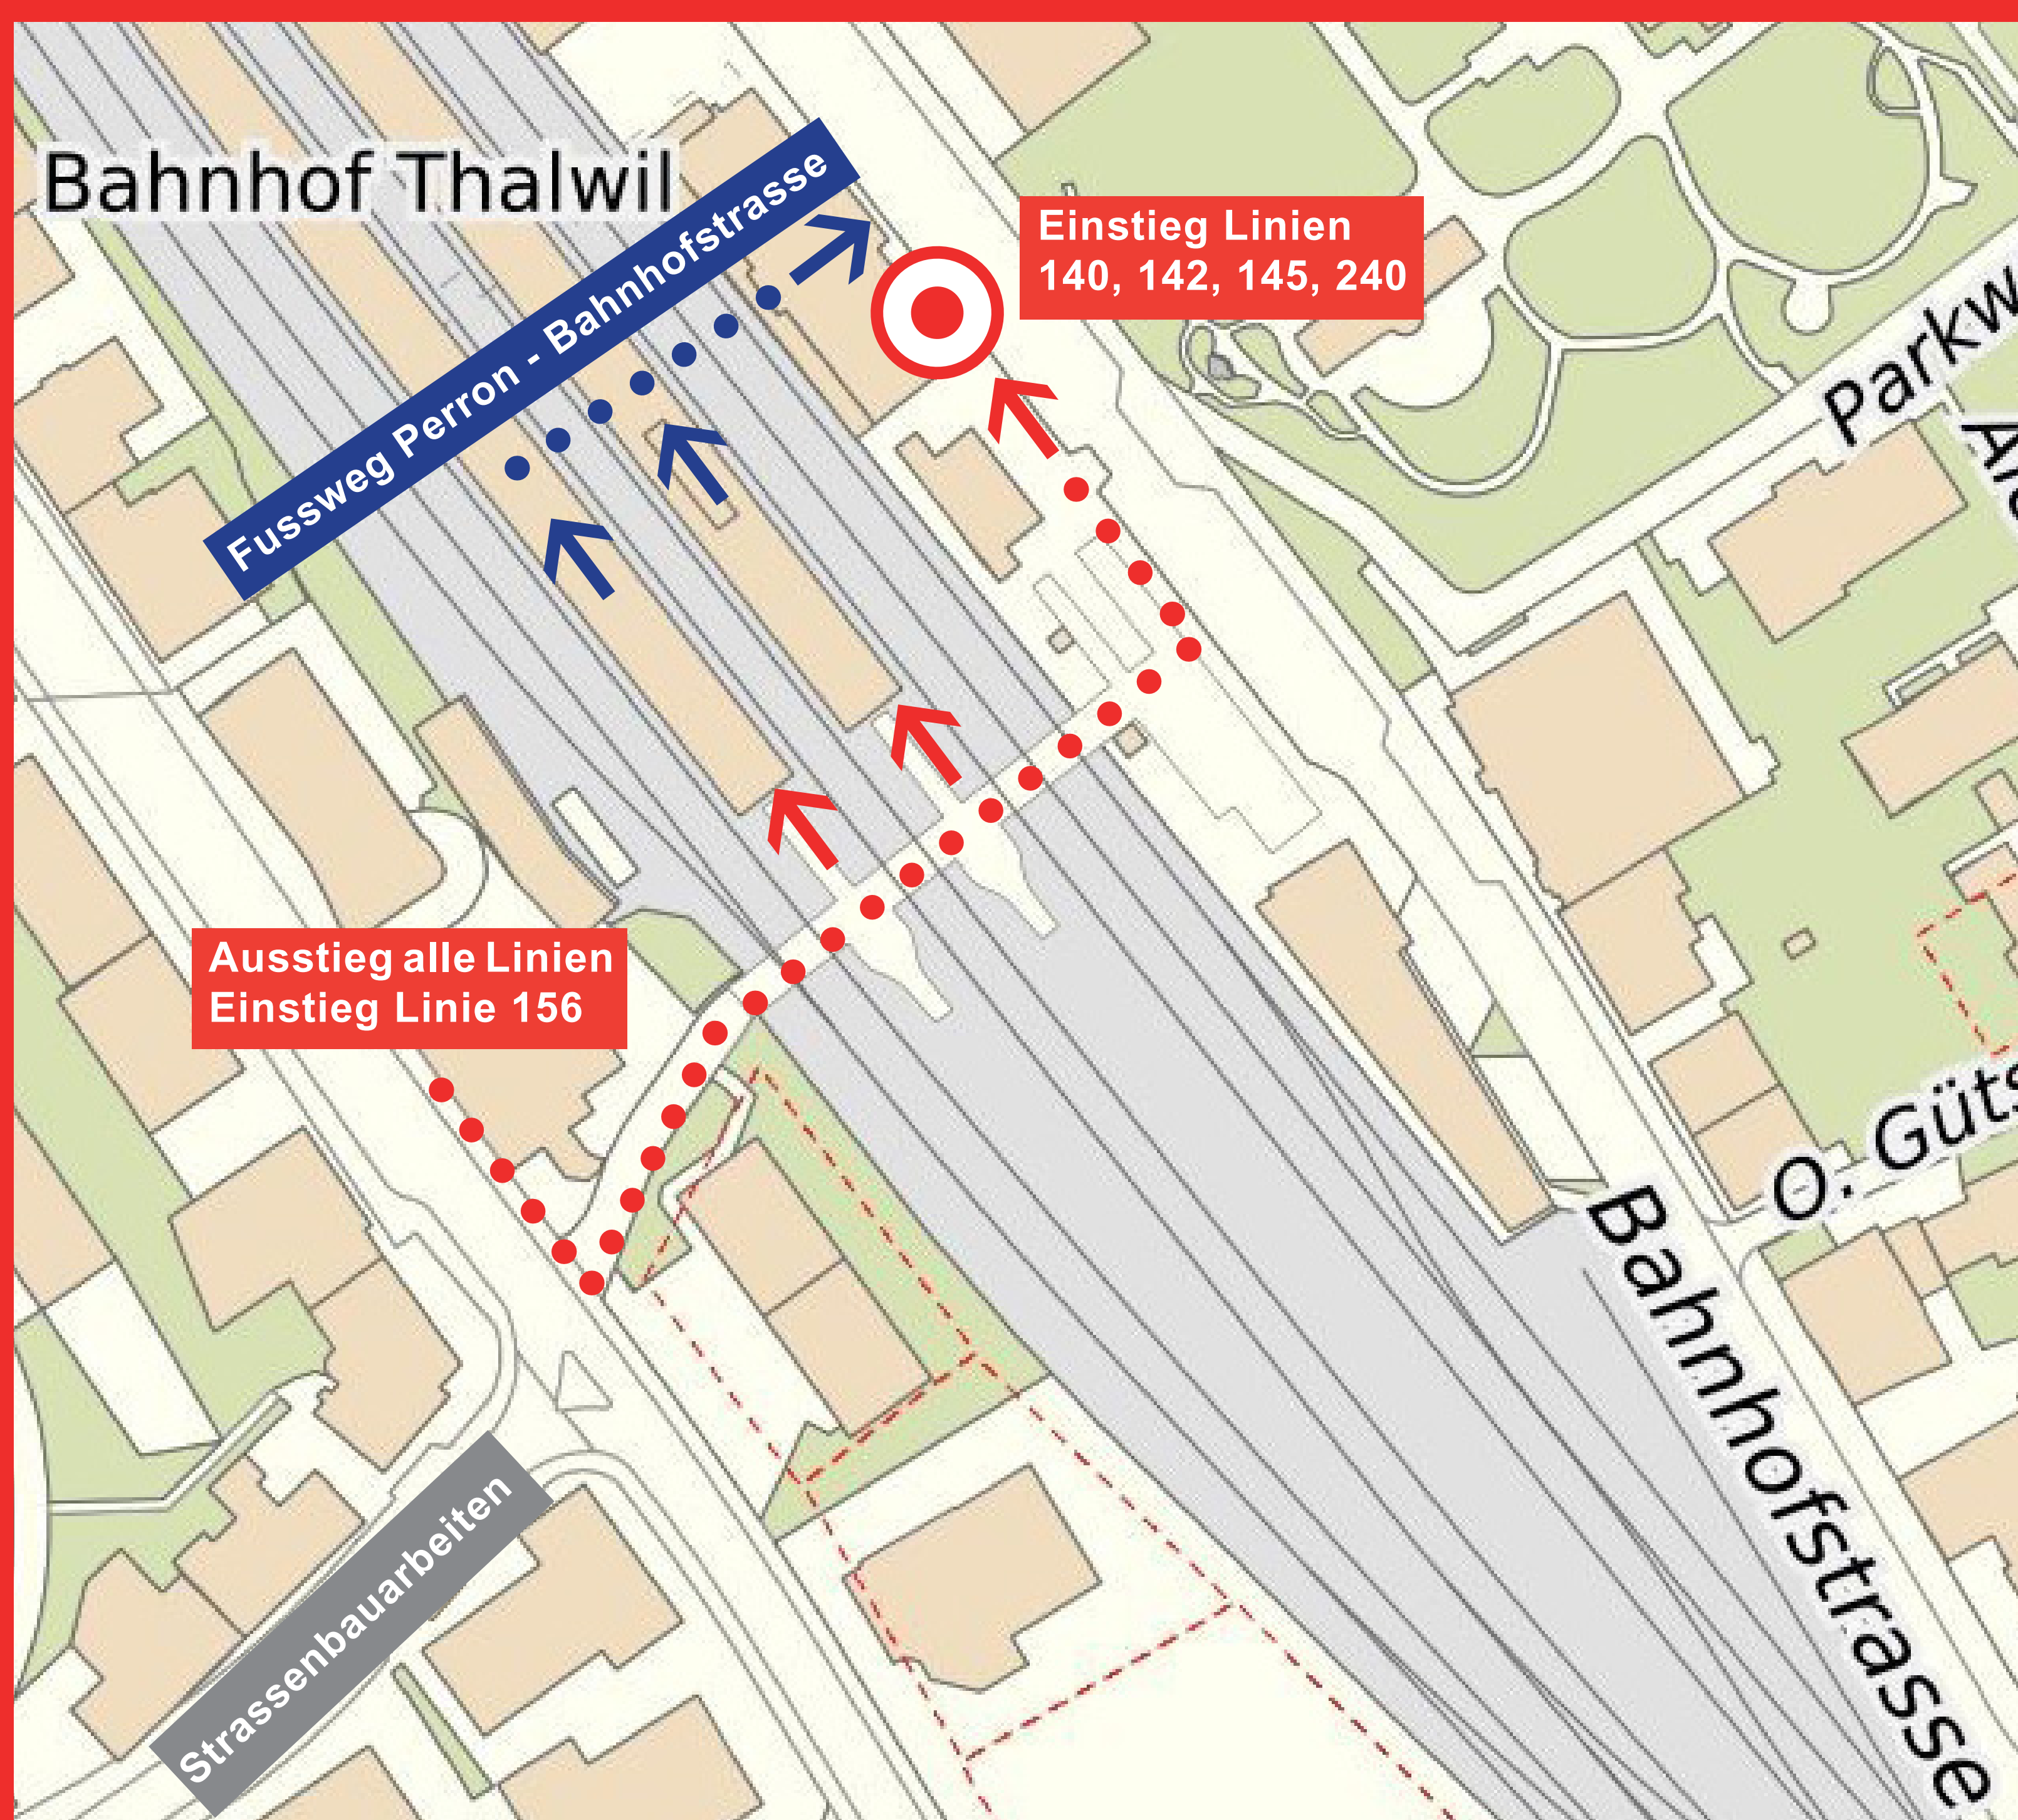 Bahnhof Thalwil
Fussweg Perron - Bahnhofstrasse
Einstieg Linien
140, 142, 145, 240
Ausstieg alle Linien
Einstieg Linie 156
Strassenbauarbeiten
Bahnhofstrasse